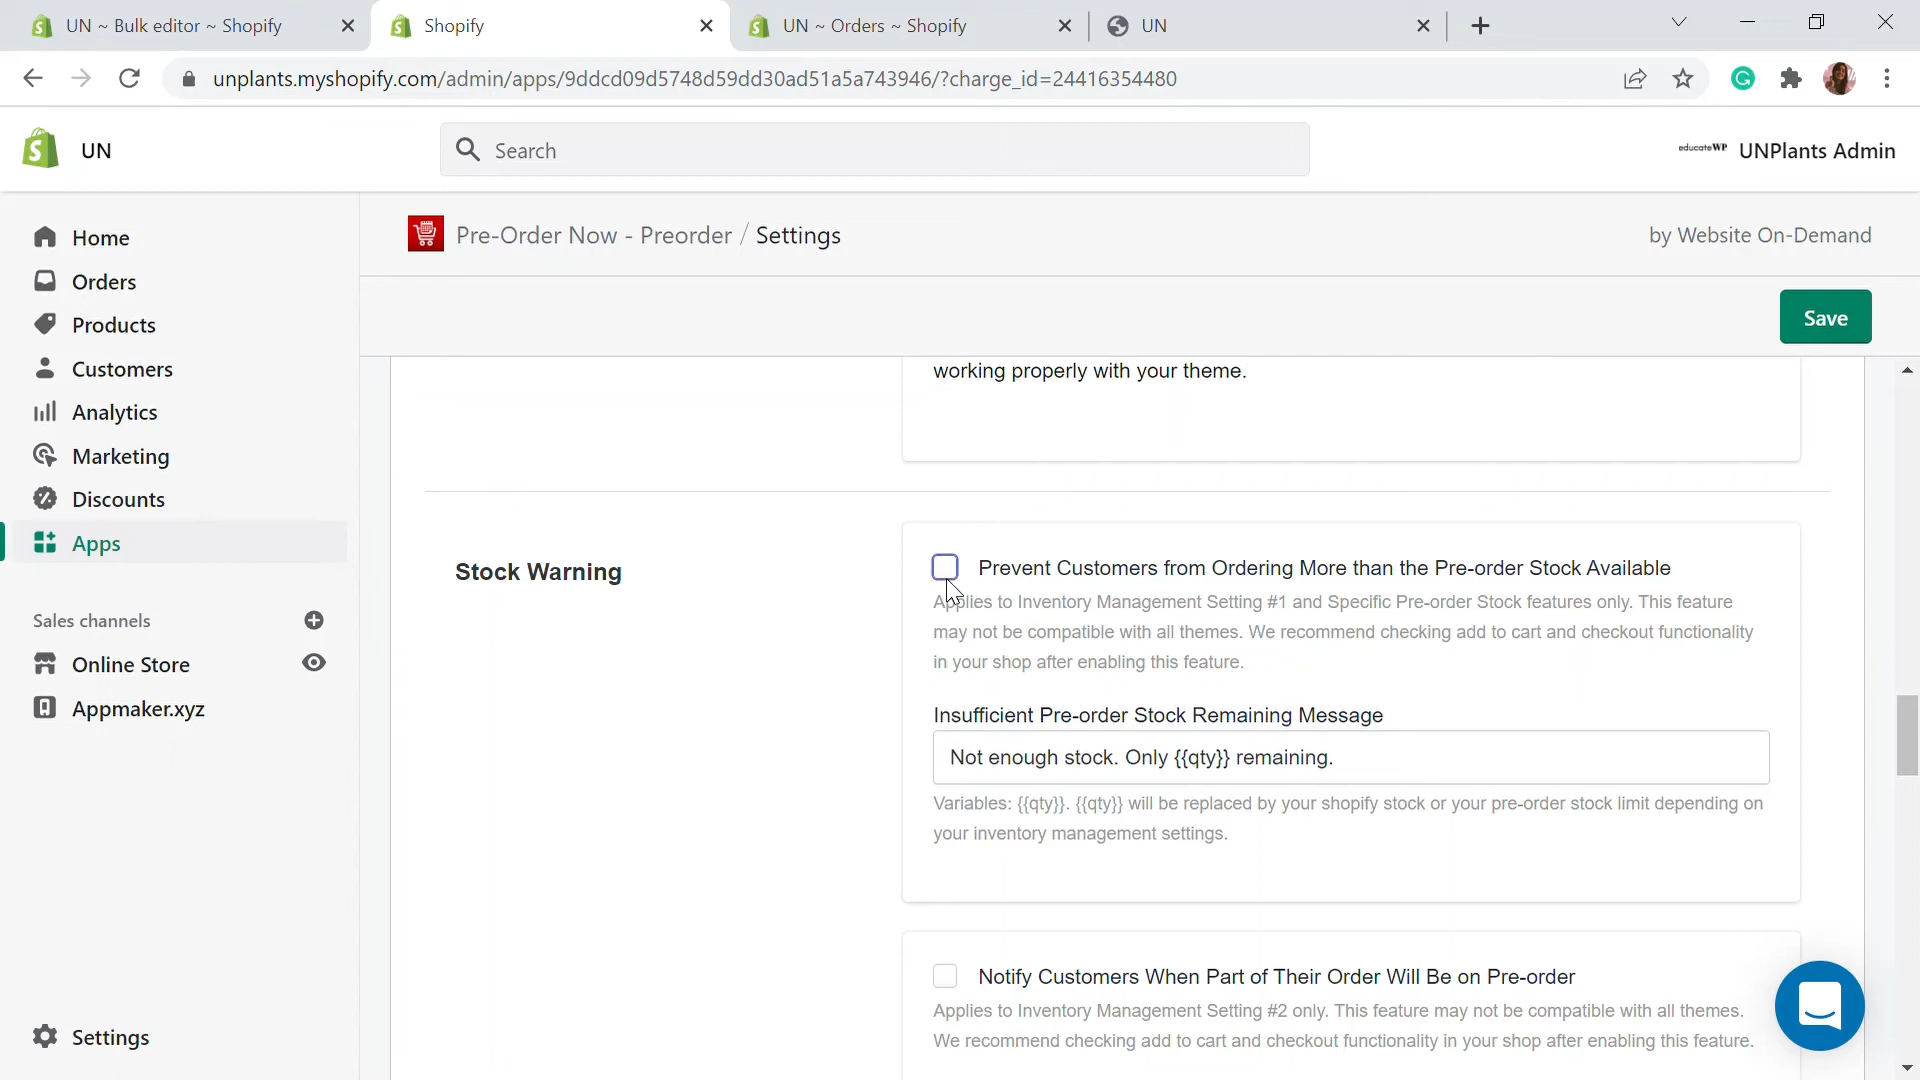 UN ~ Bulk editor ~ Shopify
Shopify
UN ~ Orders ~ Shopify
UN
unplants.myshopify.com/admin/apps/9ddcd09d5748d59dd30ad51a5a743946/?charge_id=24416354480
UN
Search
educateWP UNPlants Admin
Home
Orders
Products
Customers
Analytics
Marketing
Discounts
Apps
Sales channels
Online Store
Appmaker.xyz
Settings
Pre-Order Now - Preorder / Settings
by Website On-Demand
Save
working properly with your theme.
Stock Warning
Prevent Customers from Ordering More than the Pre-order Stock Available
Applies to Inventory Management Setting #1 and Specific Pre-order Stock features only. This feature
may not be compatible with all themes. We recommend checking add to cart and checkout functionality
in your shop after enabling this feature.
Insufficient Pre-order Stock Remaining Message
Not enough stock. Only {{qty}} remaining.
Variables: {{qty}}. {{qty}} will be replaced by your shopify stock or your pre-order stock limit depending on
your inventory management settings.
Notify Customers When Part of Their Order Will Be on Pre-order
Applies to Inventory Management Setting #2 only. This feature may not be compatible with all themes.
We recommend checking add to cart and checkout functionality in your shop after enabling this feature.